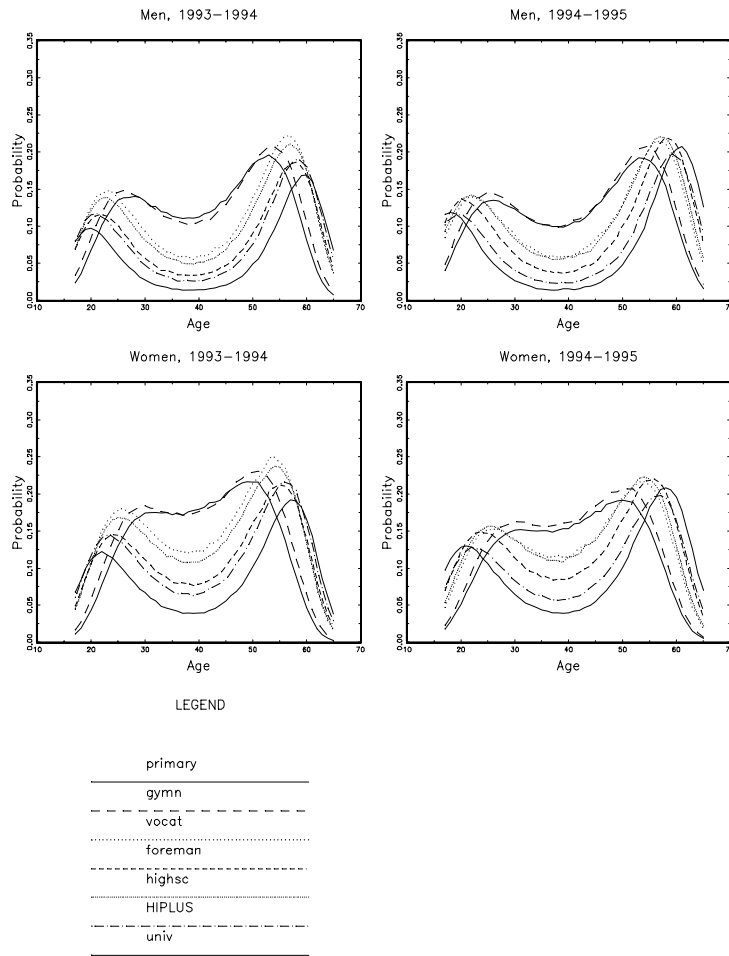 Men, 1993−1994
Men, 1994−1995
Probability
0.00 0.05 0.10 0.15 0.20 0.25 0.30 0.35
10 20 30 40 50 60 70
Age
Probability
0.00 0.05 0.10 0.15 0.20 0.25 0.30 0.35
10 20 30 40 50 60 7
Age
Women, 1993−1994
Women, 1994−1995
Probability
0.00 0.05 0.10 0.15 0.20 0.25 0.30 0.35
10 20 30 40 50 60 70
Age
Probability
0.00 0.05 0.10 0.15 0.20 0.25 0.30 0.35
10 20 30 40 50 60 7
Age
LEGEND
primary
gymn
vocat
foreman
highsc
HIPLUS
univ